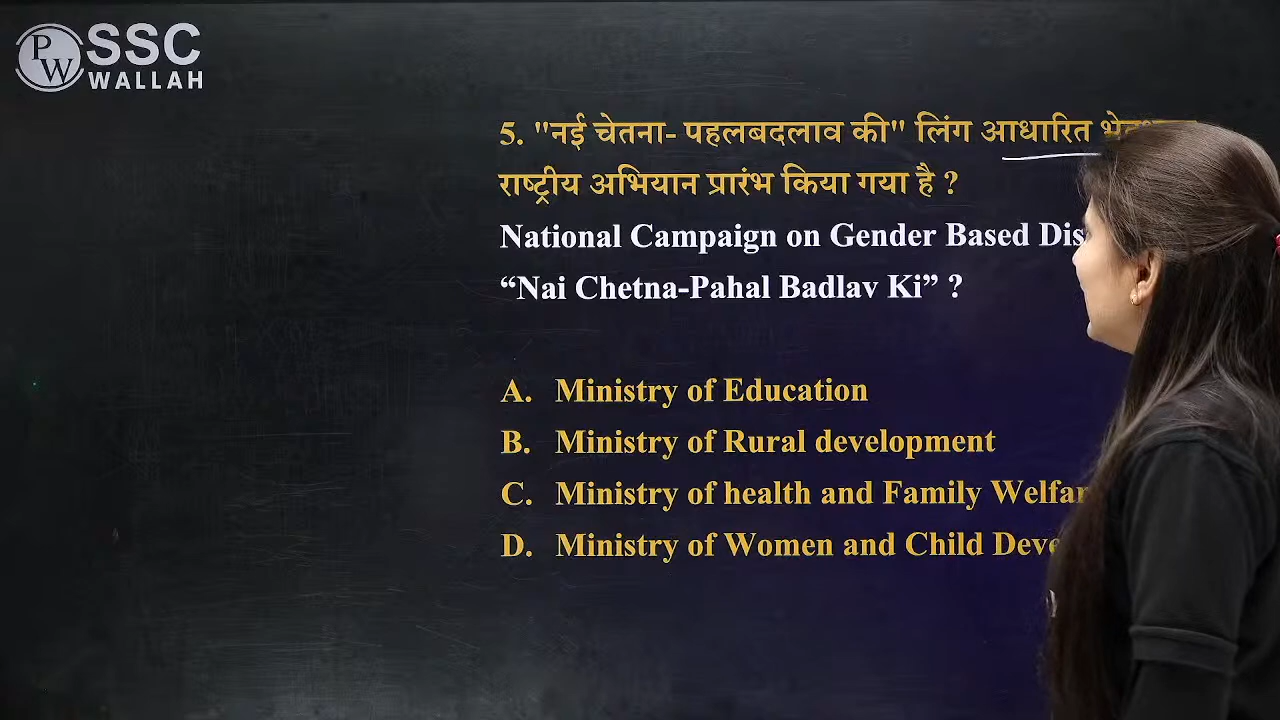 PW
SSC
WALLAH
5. "नई चेतना- पहलबदलाव की" लिंग आधारित
राष्ट्रीय अभियान प्रारंभ किया गया है ?
National Campaign on Gender Based
“Nai Chetna-Pahal Badlav Ki” ?
A. Ministry of Education
B. Ministry of Rural development
C. Ministry of health and Family
D. Ministry of Women and Child